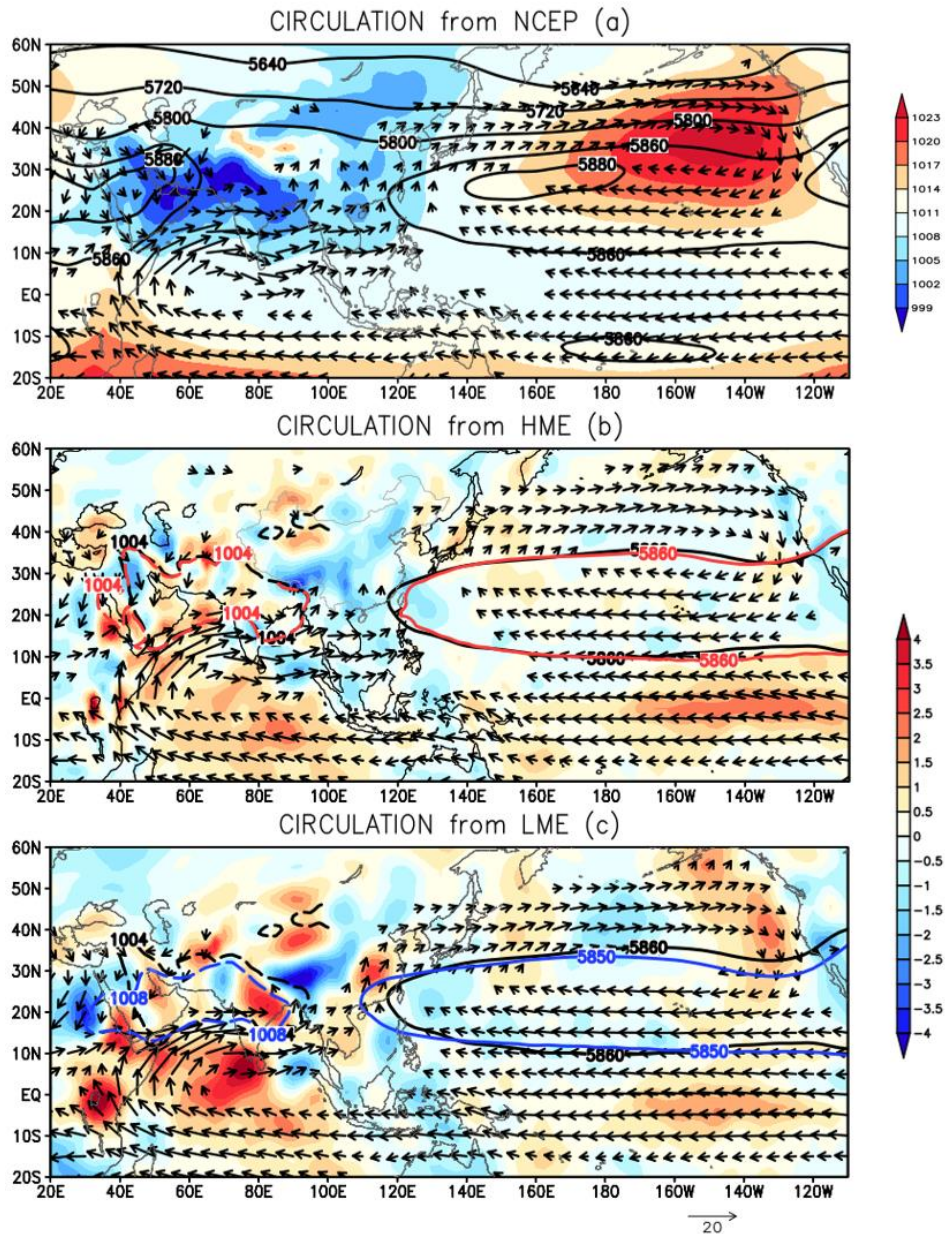 CIRCULATION from NCEP (a)
60N
50N
40N
30N
20N
10N
EQ
10S
20S
5640
5720
5800
5880
5860
5640
5720
5800
5800
5860
5880
5860
5860
20E 40E 60E 80E 100E 120E 140E 160E 180 160W 140W 120W
1023
1020
1017
1014
1011
1008
1005
1002
999
CIRCULATION from HME (b)
60N
50N
40N
30N
20N
10N
EQ
10S
20S
1004
1004
1004
1004
1004
5860
5860
5860
20E 40E 60E 80E 100E 120E 140E 160E 180 160W 140W 120W
CIRCULATION from LME (c)
60N
50N
40N
30N
20N
10N
EQ
10S
20S
1004
1008
1008
5860
5850
5860
5850
20E 40E 60E 80E 100E 120E 140E 160E 180 160W 140W 120W
4
3.5
3
2.5
2
1.5
1
0.5
0
-0.5
-1
-1.5
-2
-2.5
-3
-3.5
-4
20